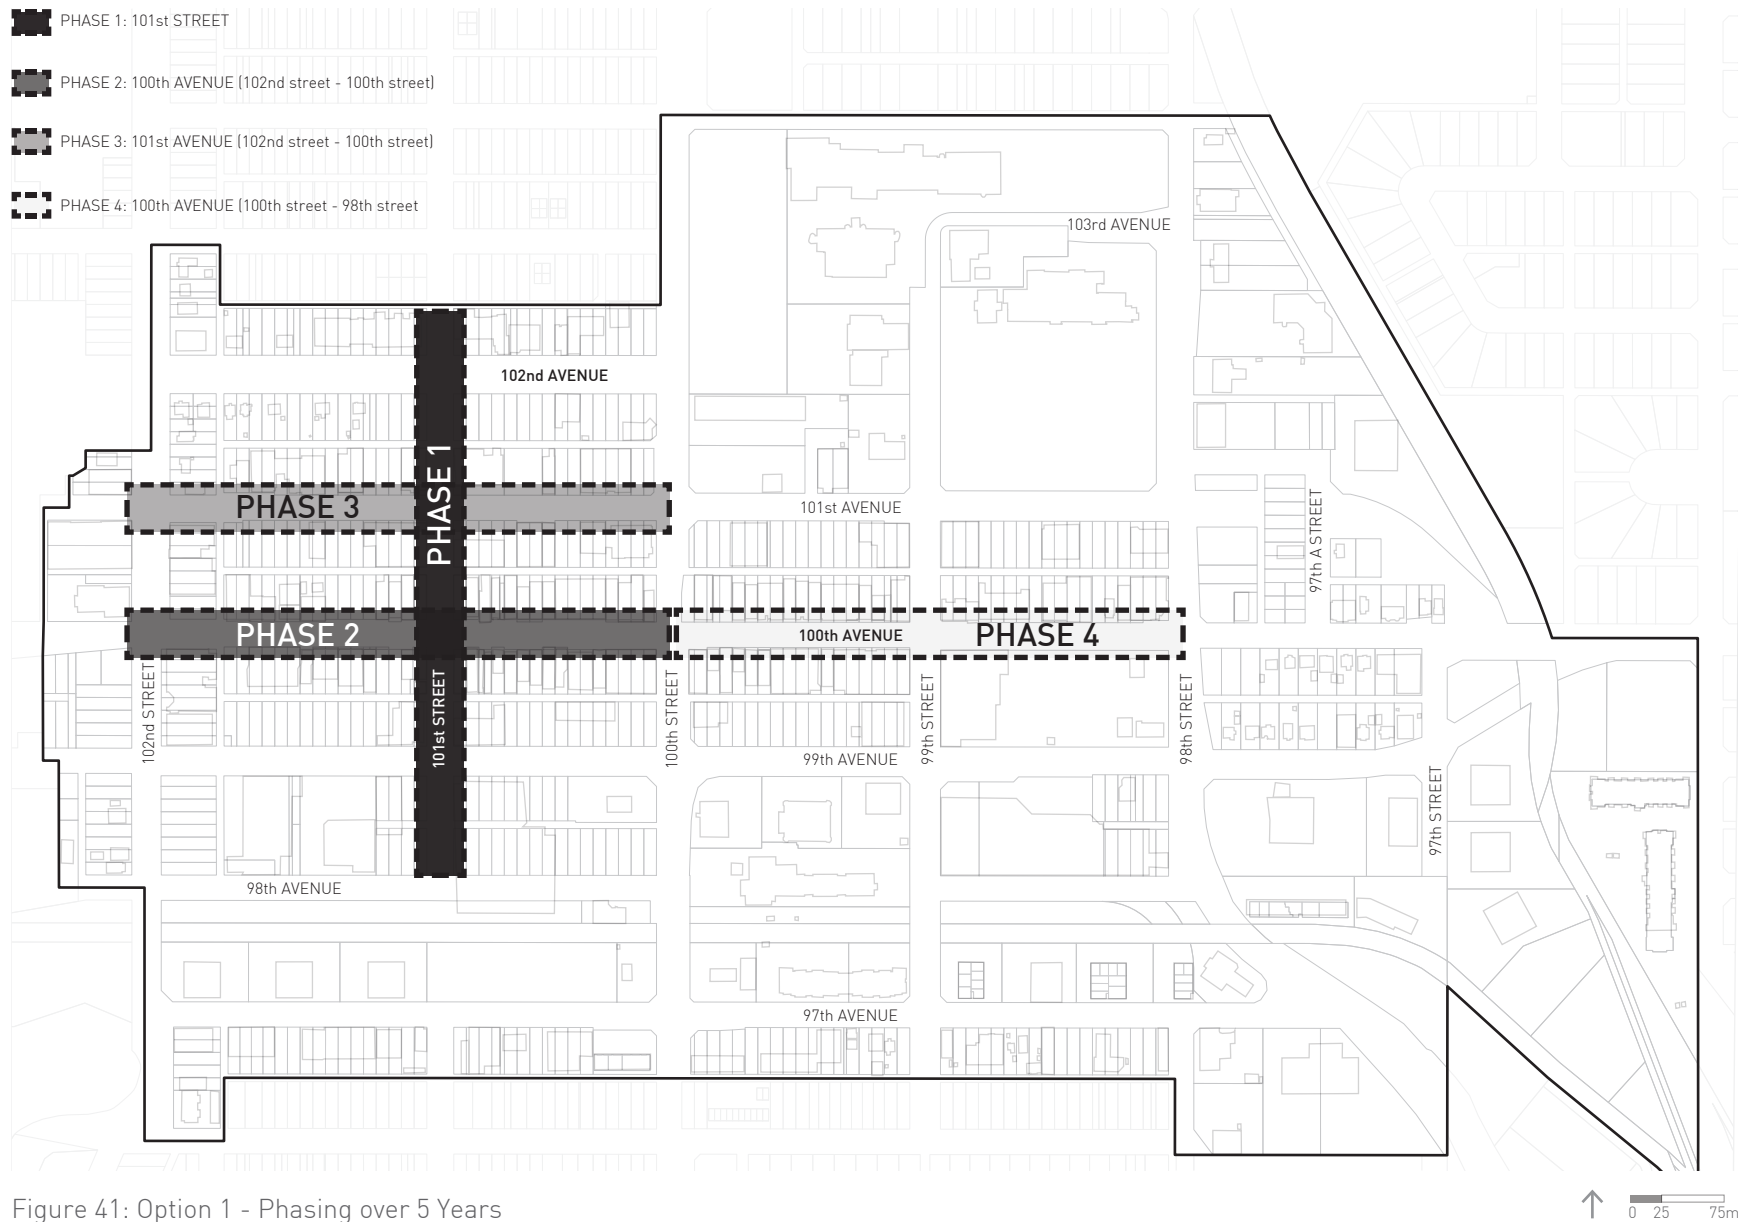 PHASE 1: 101st STREET
PHASE 2: 100th AVENUE (102nd street - 100th street)
PHASE 3: 101st AVENUE (102nd street - 100th street)
PHASE 4: 100th AVENUE (100th street - 98th street
103rd AVENUE
102nd AVENUE
PHASE 1
PHASE 3
101st AVENUE
97th A STREET
PHASE 2
100th AVENUE
PHASE 4
102nd STREET
101st STREET
100th STREET
99th STREET
98th STREET
99th AVENUE
97th STREET
98th AVENUE
97th AVENUE
Figure 41: Option 1 - Phasing over 5 Years
0 25 75m